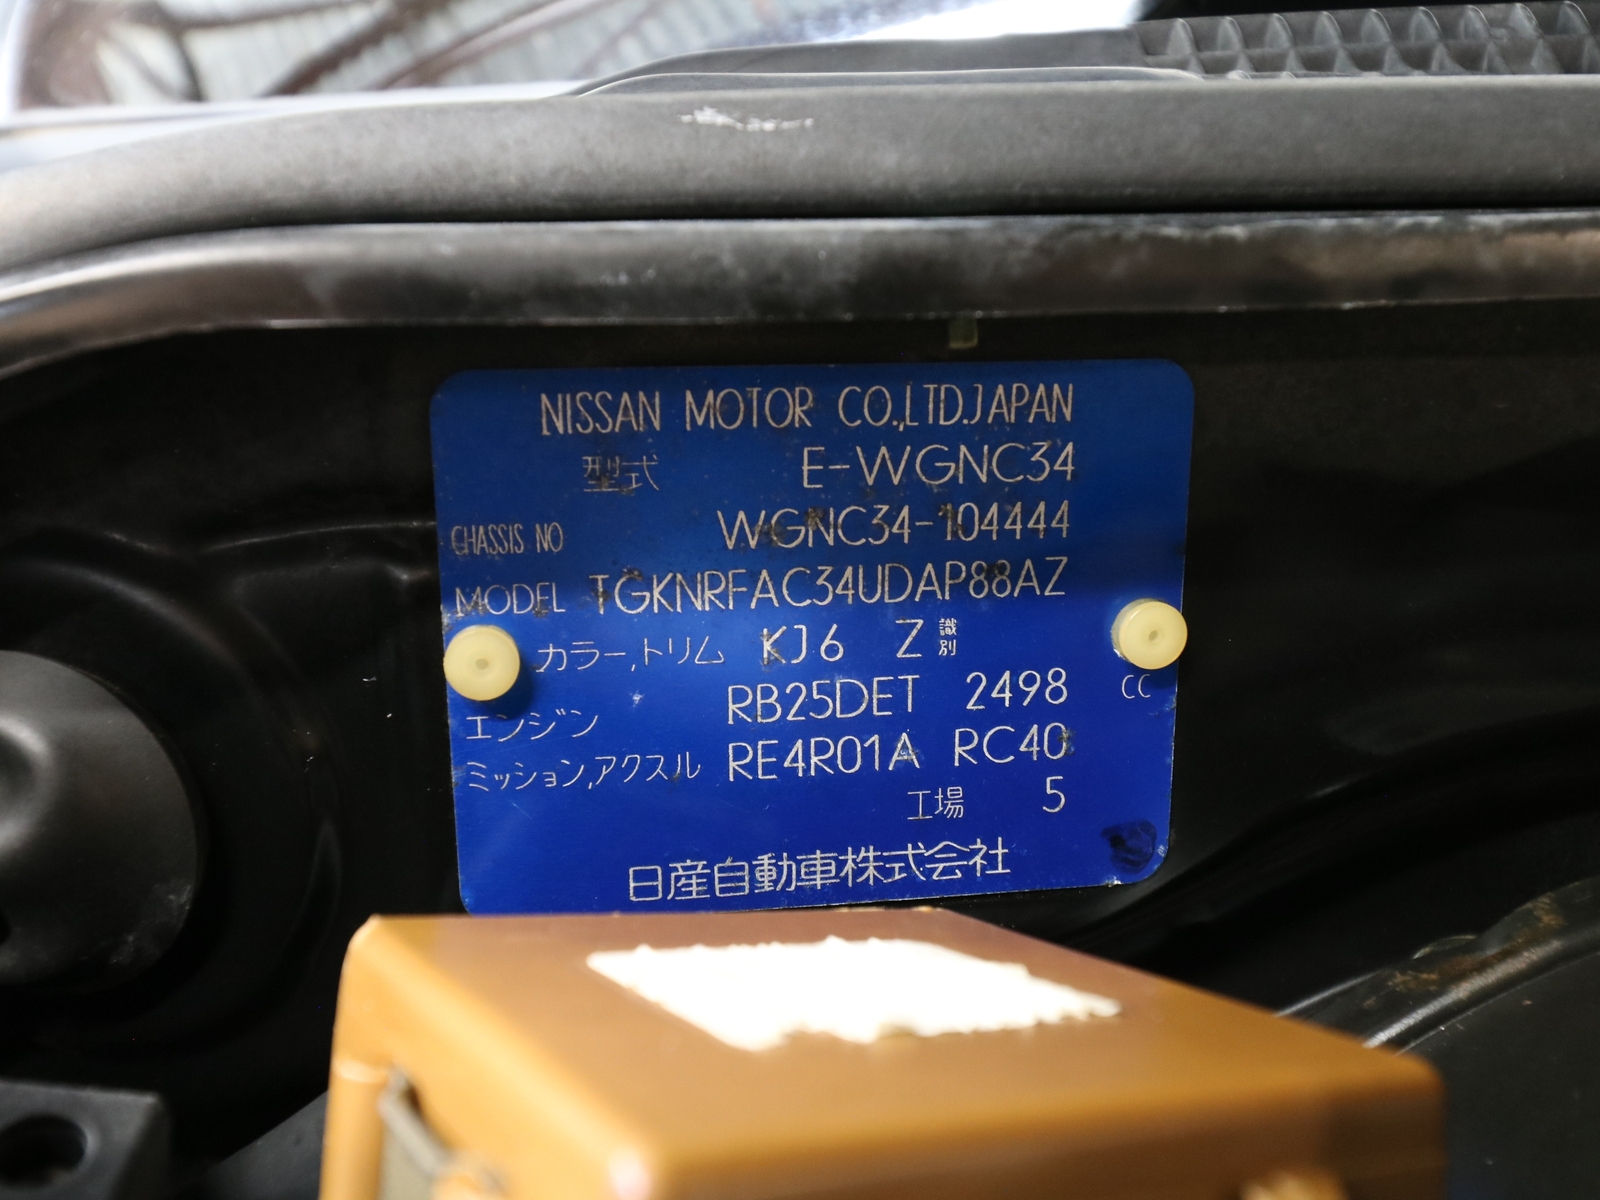 NISSAN MOTOR CO.,LTD.JAPAN
型式 E-WGNC34
CHASSIS NO WGNC34-104444
MODEL TGKNRFAC34UDAP88AZ
カラー,トリム KJ6 Z 識別
エンジン RB25DET 2498 CC
ミッション,アクスル RE4R01A RC40
工場 5
日産自動車株式会社